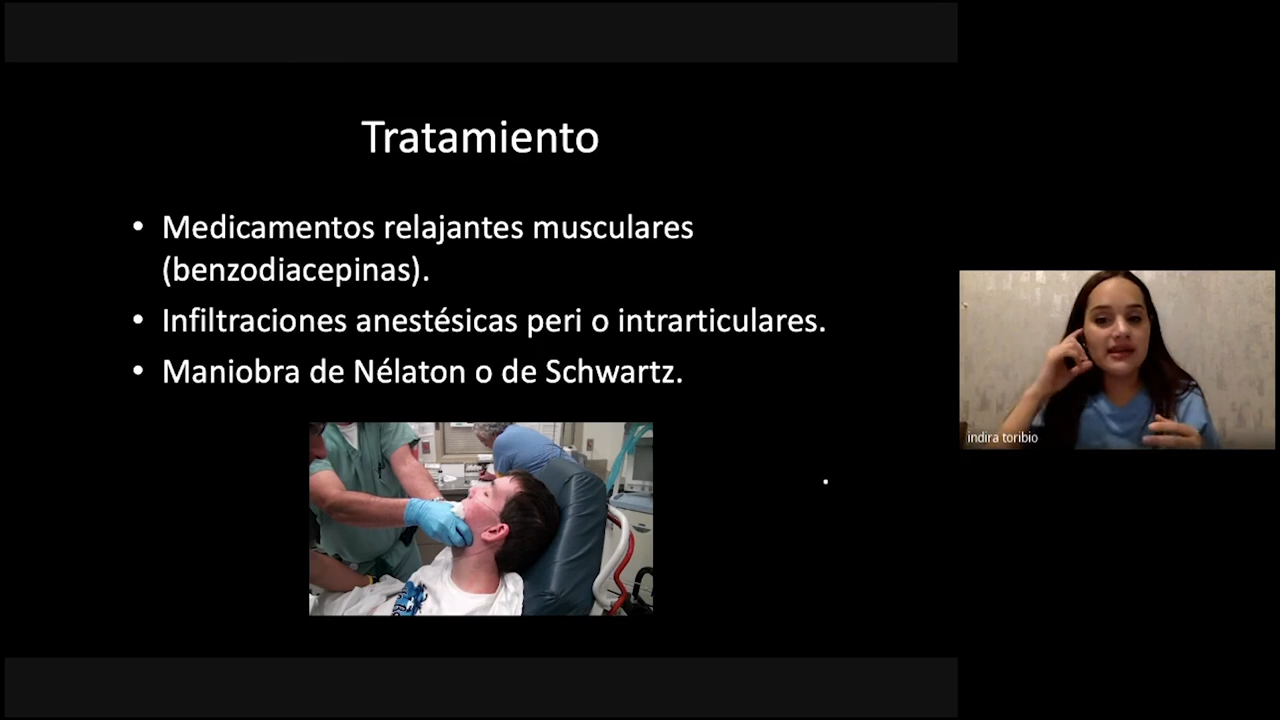 Tratamiento
• Medicamentos relajantes musculares
(benzodiacepinas).
• Infiltraciones anestésicas peri o intrarticulares.
• Maniobra de Nélaton o de Schwartz.
indira toribio